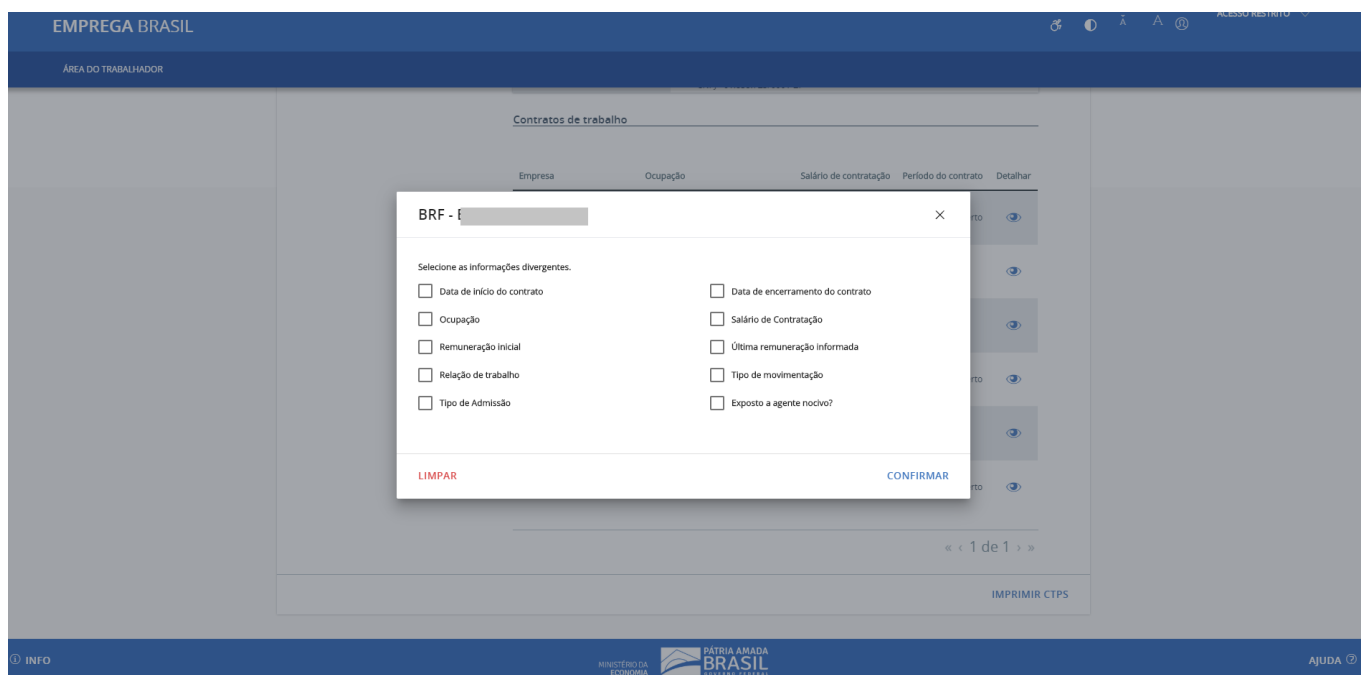 EMPREGA BRASIL
ACESSO RESTRITO
A
A
ÁREA DO TRABALHADOR
Contratos de trabalho
Empresa Ocupação Salário de contratação Período do contrato Detalhar
BRF -
Selecione as informações divergentes.
Data de início do contrato Data de encerramento do contrato
Ocupação Salário de Contratação
Remuneração inicial Última remuneração informada
Relação de trabalho Tipo de movimentação
Tipo de Admissão Exposto a agente nocivo?
LIMPAR CONFIRMAR
« ‹ 1 de 1 › »
IMPRIMIR CTPS
INFO
MINISTÉRIO DA
ECONOMIA
PÁTRIA AMADA
BRASIL
GOVERNO FEDERAL
AJUDA